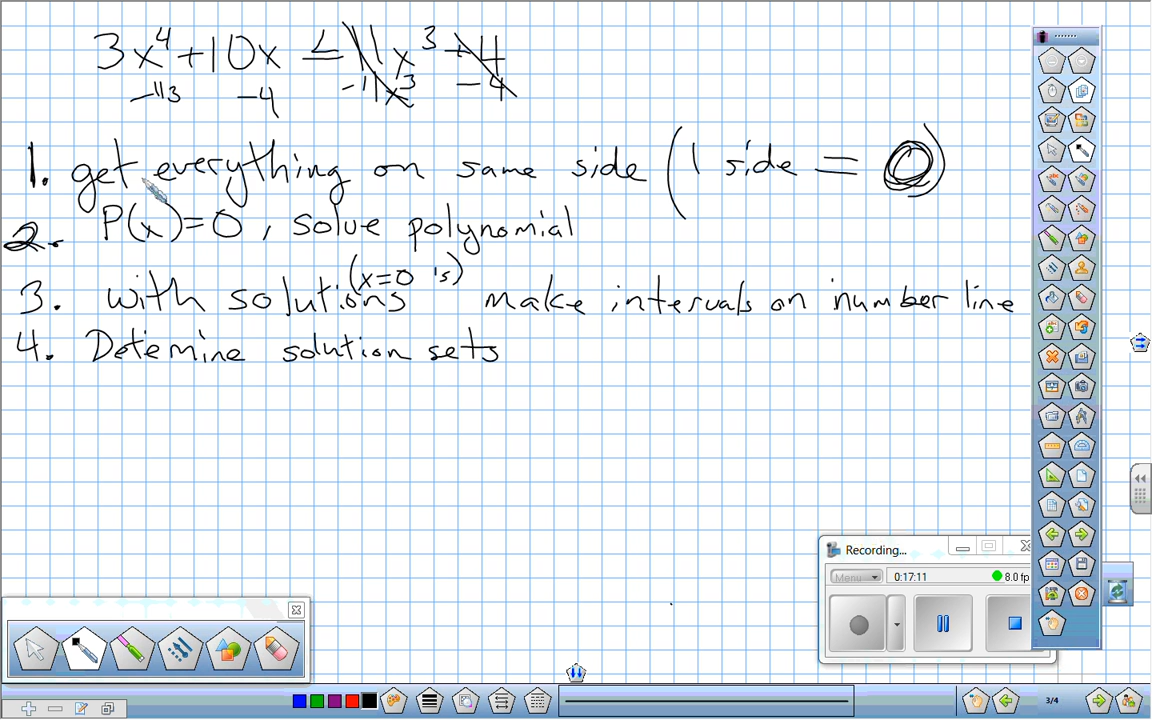 3x⁴+10x ≤ 11x³+4
-11³ -4 -11x³ -4
1. get everything on same side (1 side = 0)
2. P(x)=0, solve polynomial
(x=0 's)
3. with solutions make intervals on number line
4. Detemine solution sets
Recording...
Menu 0:17:11 8.0 fp
3/4